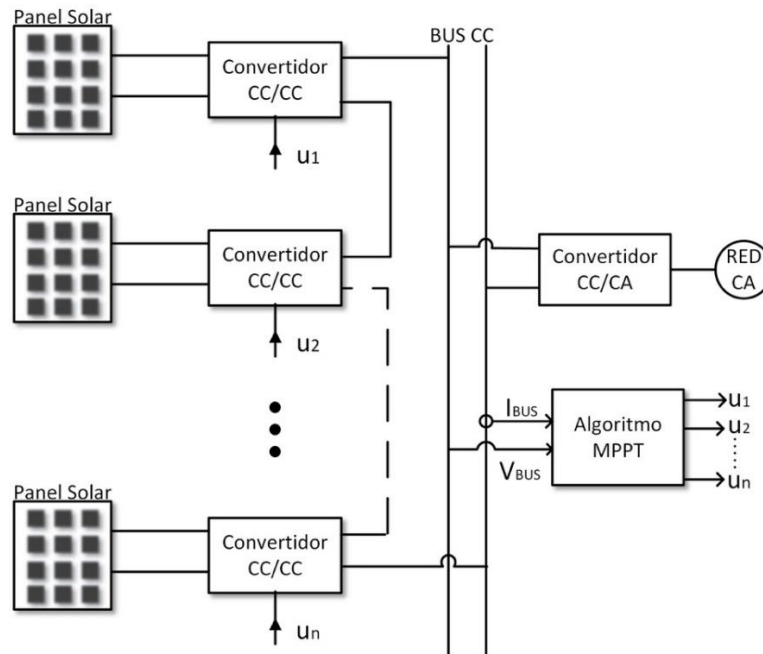 Panel Solar
Convertidor
CC/CC
u1
BUS CC
Panel Solar
Convertidor
CC/CC
u2
Convertidor
CC/CA
RED
CA
IBUS
VBUS
Algoritmo
MPPT
u1
u2
un
Panel Solar
Convertidor
CC/CC
un